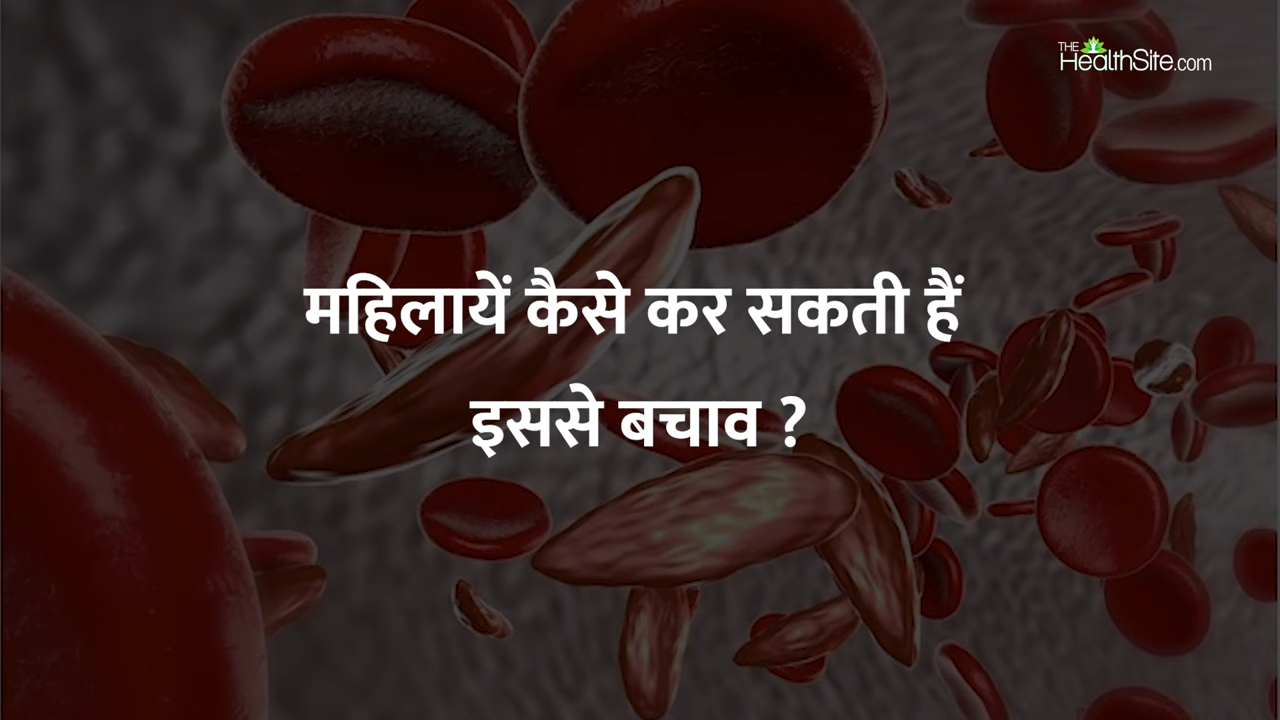 THE
HealthSite.com
महिलायें कैसे कर सकती हैं
इससे बचाव ?